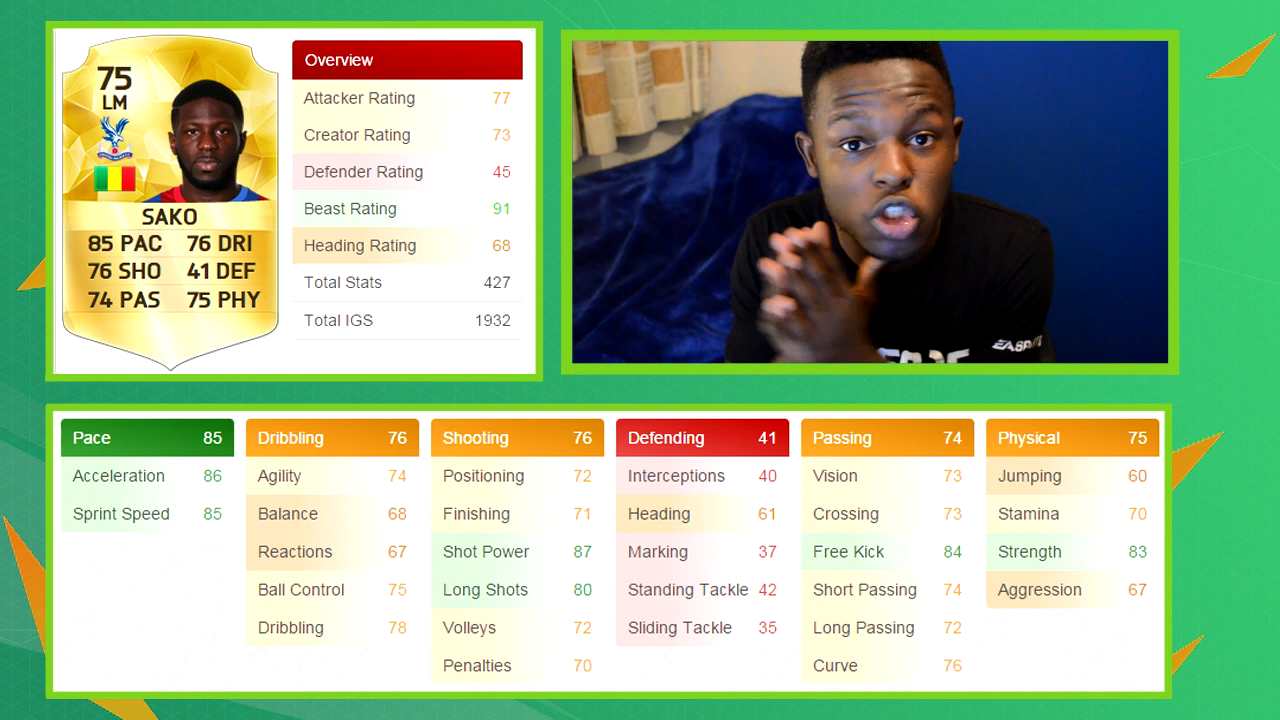 75
LM
SAKO
85 PAC 76 DRI
76 SHO 41 DEF
74 PAS 75 PHY
Overview
Attacker Rating 77
Creator Rating 73
Defender Rating 45
Beast Rating 91
Heading Rating 68
Total Stats 427
Total IGS 1932
Pace 85
Acceleration 86
Sprint Speed 85
Dribbling 76
Agility 74
Balance 68
Reactions 67
Ball Control 75
Dribbling 78
Shooting 76
Positioning 72
Finishing 71
Shot Power 87
Long Shots 80
Volleys 72
Penalties 70
Defending 41
Interceptions 40
Heading 61
Marking 37
Standing Tackle 42
Sliding Tackle 35
Passing 74
Vision 73
Crossing 73
Free Kick 84
Short Passing 74
Long Passing 72
Curve 76
Physical 75
Jumping 60
Stamina 70
Strength 83
Aggression 67